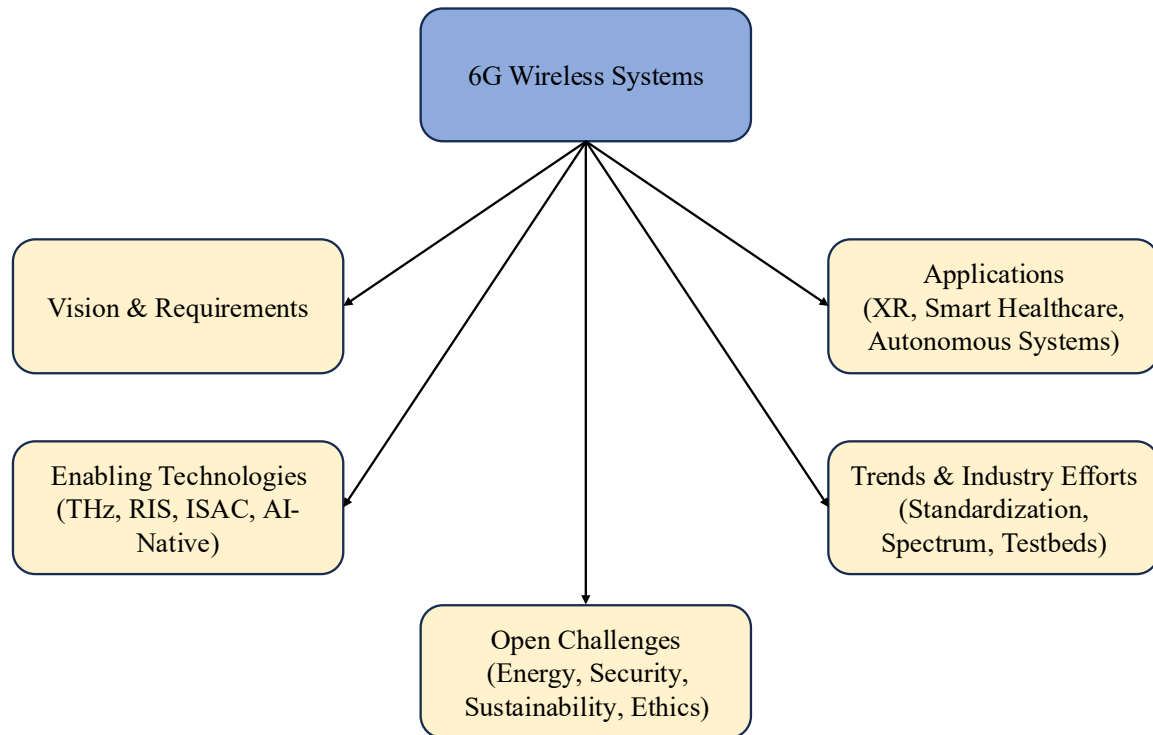 6G Wireless Systems
Vision & Requirements
Applications
(XR, Smart Healthcare,
Autonomous Systems)
Enabling Technologies
(THz, RIS, ISAC, AI-
Native)
Trends & Industry Efforts
(Standardization,
Spectrum, Testbeds)
Open Challenges
(Energy, Security,
Sustainability, Ethics)